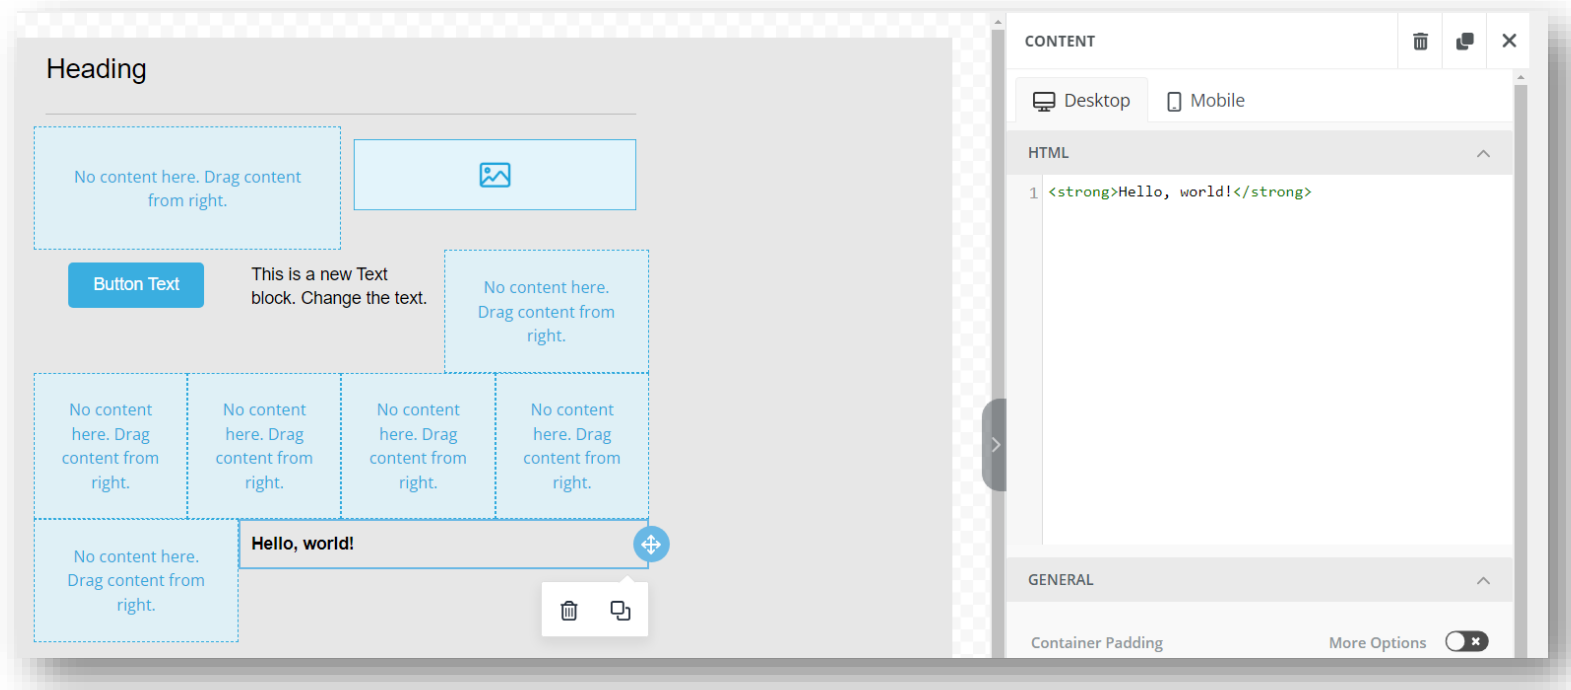 Heading
No content here. Drag content
from right.
Button Text
This is a new Text
block. Change the text.
No content here.
Drag content from
right.
No content
here. Drag
content from
right.
No content
here. Drag
content from
right.
No content
here. Drag
content from
right.
No content
here. Drag
content from
right.
No content here.
Drag content from
right.
Hello, world!
CONTENT
Desktop
Mobile
HTML
1 <strong>Hello, world!</strong>
GENERAL
Container Padding
More Options